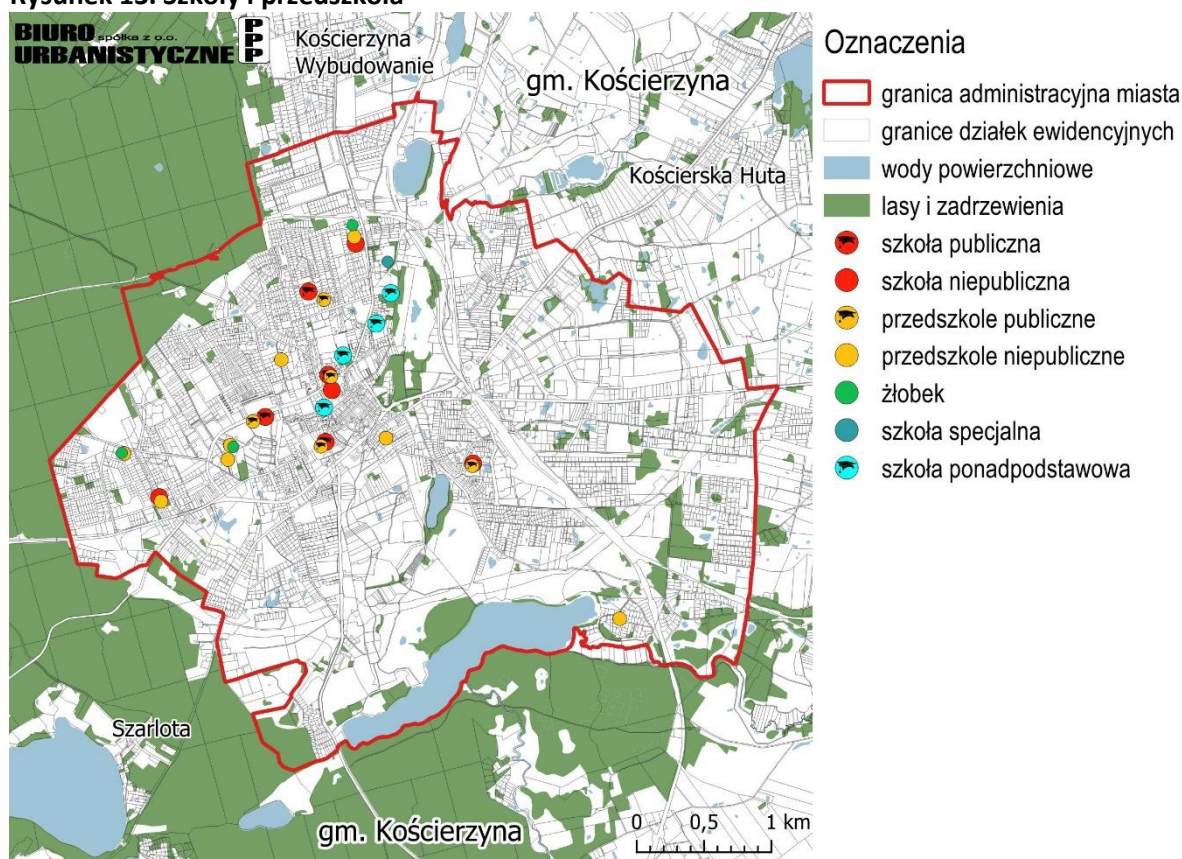 Rysunek 13. Szkoły i przedszkola
BIURO spółka z o.o.
URBANISTYCZNE
PPP
Kościerzyna
Wybudowanie
gm. Kościerzyna
Kościerska Huta
Szarlota
gm. Kościerzyna
0 0,5 1 km
Oznaczenia
granica administracyjna miasta
granice działek ewidencyjnych
wody powierzchniowe
lasy i zadrzewienia
szkoła publiczna
szkoła niepubliczna
przedszkole publiczne
przedszkole niepubliczne
żłobek
szkoła specjalna
szkoła ponadpodstawowa